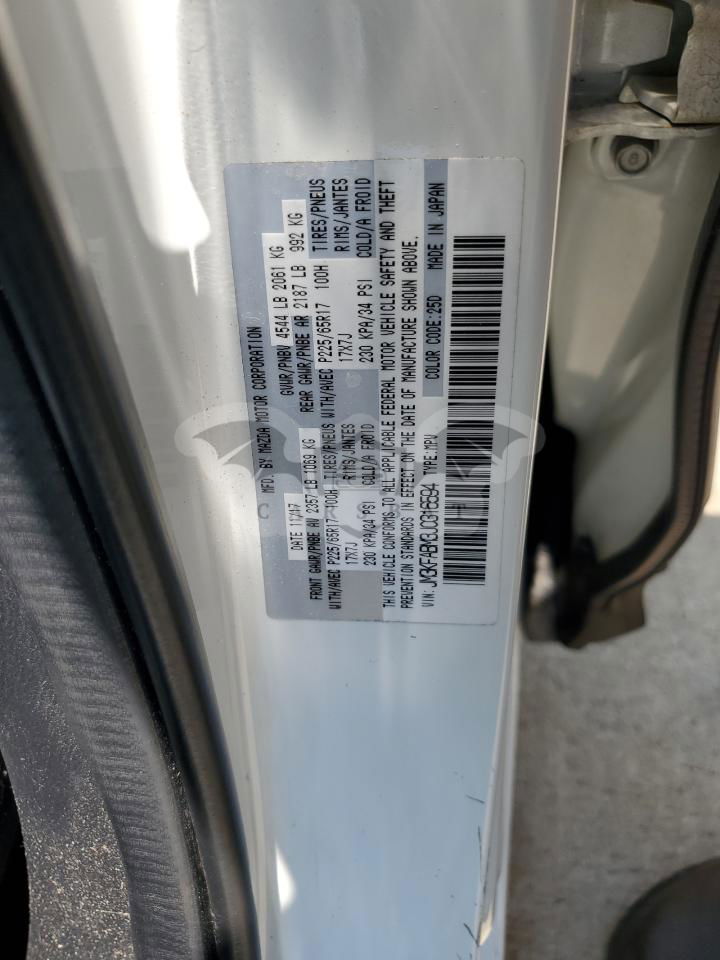 MFD. BY MAZDA MOTOR CORPORATION
DATE 11/17 GVWR/PNBV 4544 LB 2061 KG
FRONT GAWR/PNBE AV 2357 LB 1069 KG REAR GAWR/PNBE AR 2187 LB 992 KG
WITH/AVEC P225/65R17 100H TIRES/PNEUS WITH/AVEC P225/65R17 100H TIRES/PNEUS
17X7J RIMS/JANTES 17X7J RIMS/JANTES
230 KPA/34 PSI COLD/A FROID 230 KPA/34 PSI COLD/A FROID
THIS VEHICLE CONFORMS TO ALL APPLICABLE FEDERAL MOTOR VEHICLE SAFETY AND THEFT
PREVENTION STANDARDS IN EFFECT ON THE DATE OF MANUFACTURE SHOWN ABOVE.
VIN: JM3KFABM3J0316594 TYPE:MPV COLOR CODE:25D MADE IN JAPAN